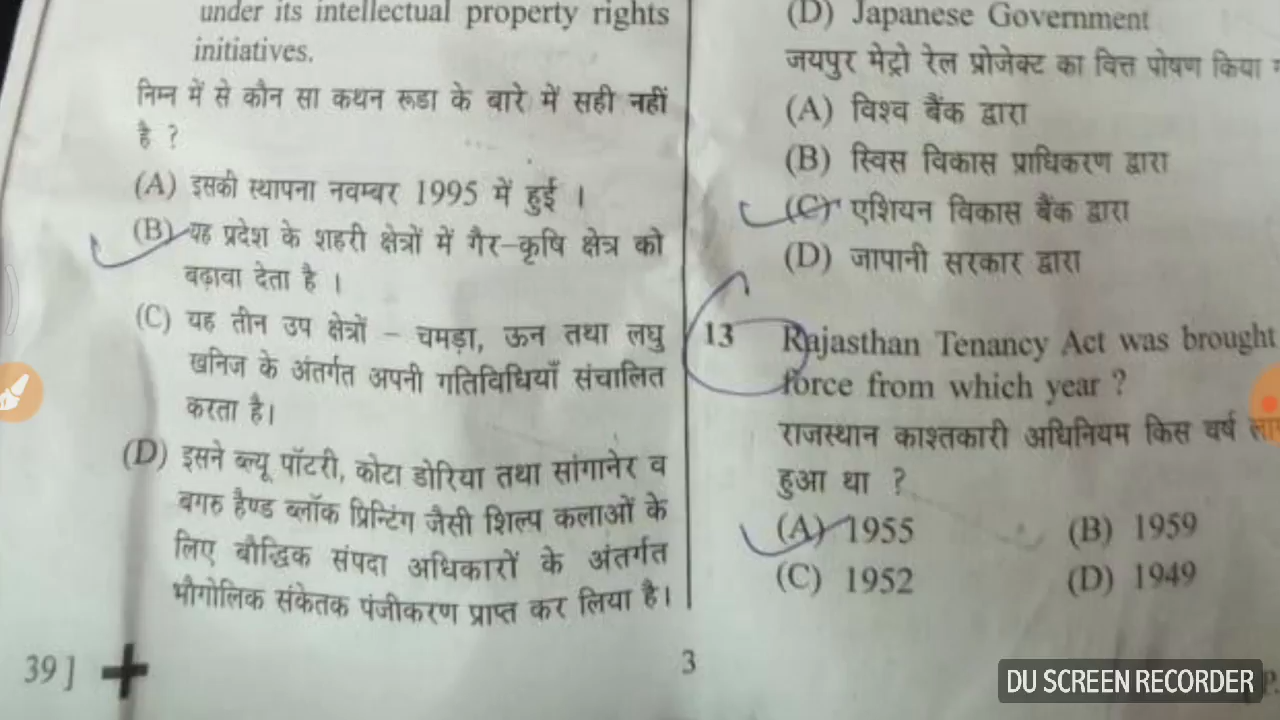 under its intellectual property rights
initiatives.
निम्न में से कौन सा कथन रूडा के बारे में सही नहीं
है ?
(A) इसकी स्थापना नवम्बर 1995 में हुई ।
(B) यह प्रदेश के शहरी क्षेत्रों में गैर-कृषि क्षेत्र को
बढ़ावा देता है ।
(C) यह तीन उप क्षेत्रों - चमड़ा, ऊन तथा लघु
खनिज के अंतर्गत अपनी गतिविधियाँ संचालित
करता है।
(D) इसने ब्ल्यू पॉटरी, कोटा डोरिया तथा सांगानेर व
बगरु हैण्ड ब्लॉक प्रिन्टिंग जैसी शिल्प कलाओं के
लिए बौद्धिक संपदा अधिकारों के अंतर्गत
भौगोलिक संकेतक पंजीकरण प्राप्त कर लिया है।
39]
3
(D) Japanese Government
जयपुर मेट्रो रेल प्रोजेक्ट का वित्त पोषण किया
(A) विश्व बैंक द्वारा
(B) स्विस विकास प्राधिकरण द्वारा
(C) एशियन विकास बैंक द्वारा
(D) जापानी सरकार द्वारा
13 Rajasthan Tenancy Act was brought
force from which year ?
राजस्थान काश्तकारी अधिनियम किस वर्ष
हुआ था ?
(A) 1955 (B) 1959
(C) 1952 (D) 1949
DU SCREEN RECORDER